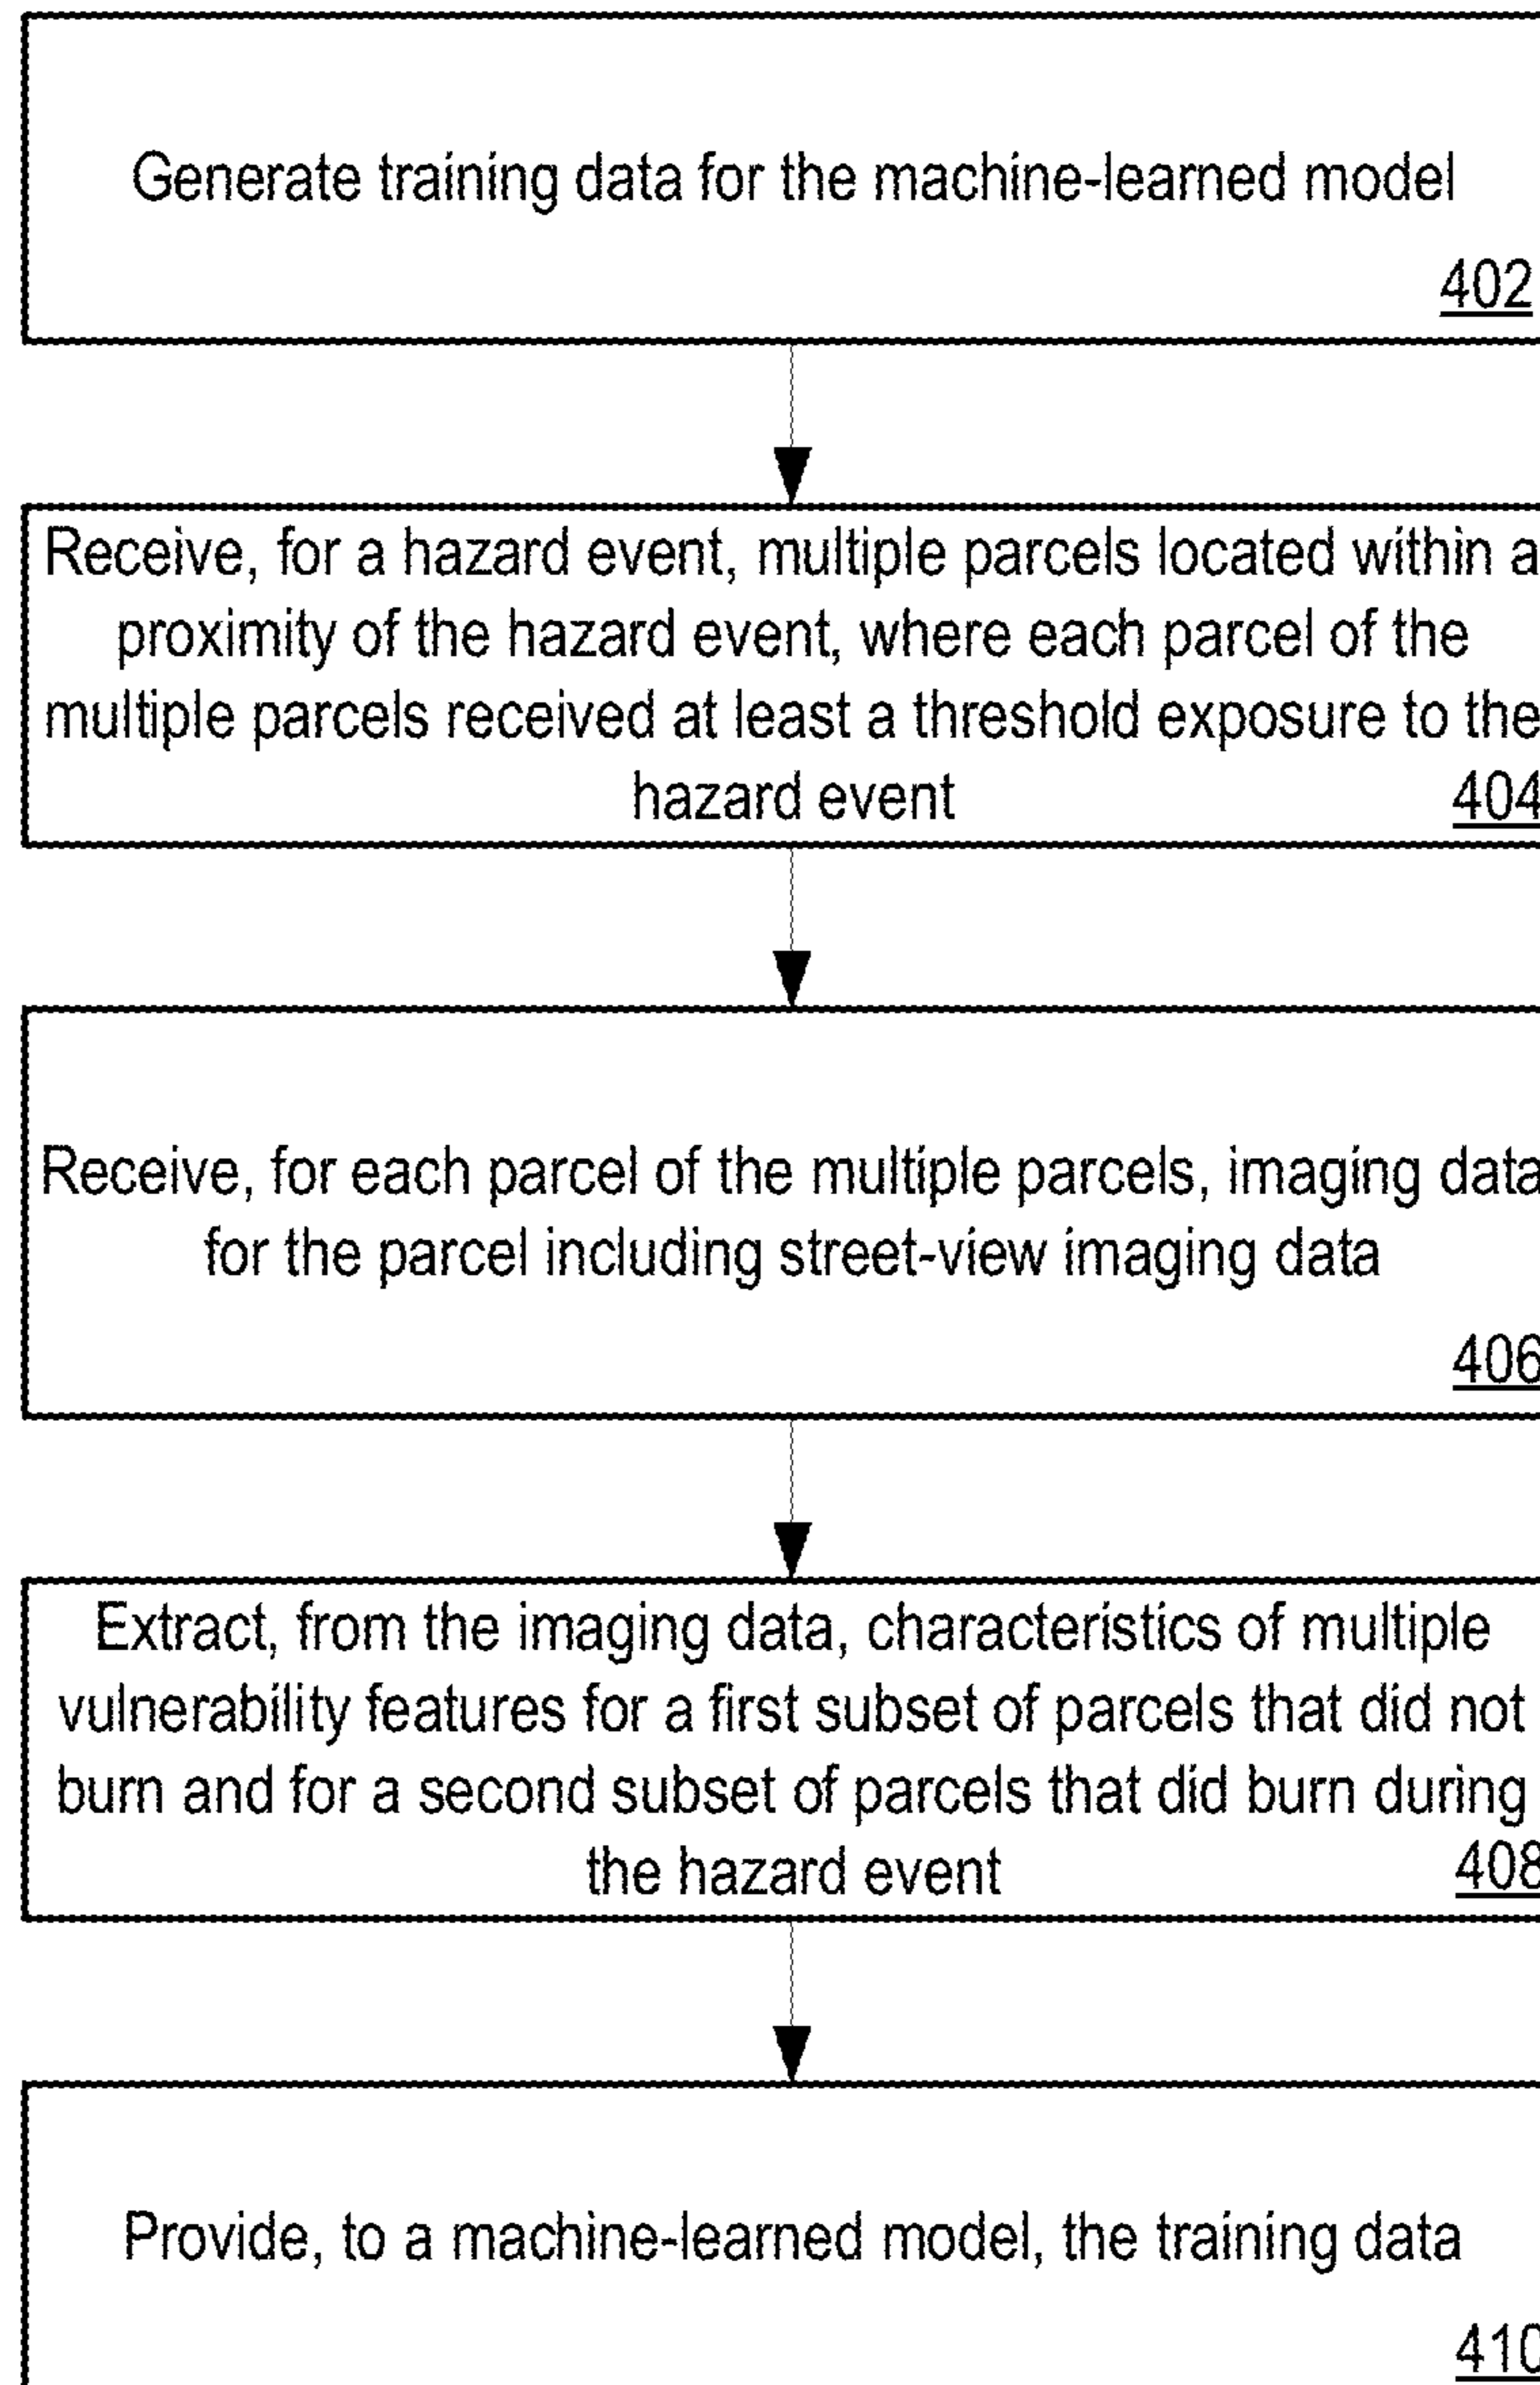 Generate training data for the machine-learned model
402
Receive, for a hazard event, multiple parcels located within a
proximity of the hazard event, where each parcel of the
multiple parcels received at least a threshold exposure to the
hazard event
404
Receive, for each parcel of the multiple parcels, imaging data
for the parcel including street-view imaging data
406
Extract, from the imaging data, characteristics of multiple
vulnerability features for a first subset of parcels that did not
burn and for a second subset of parcels that did burn during
the hazard event
408
Provide, to a machine-learned model, the training data
410